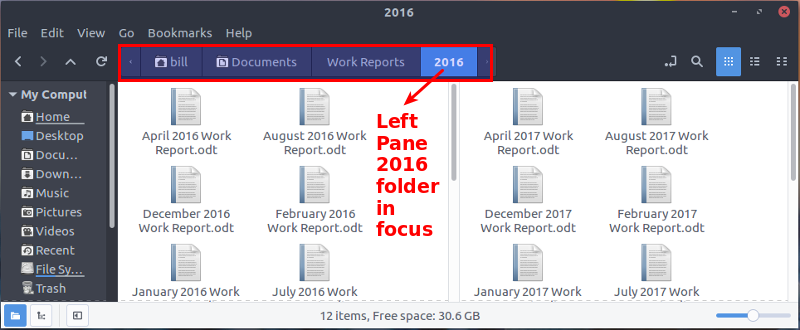 2016
File Edit View Go Bookmarks Help
bill Documents Work Reports 2016
My Comput
Home
Desktop
Docu...
Down...
Music
Pictures
Videos
Recent
File Sy...
Trash
April 2016 Work
Report.odt
August 2016 Work
Report.odt
December 2016
Work Report.odt
February 2016
Work Report.odt
January 2016 Work
July 2016 Work
Left
Pane
2016
folder
in
focus
April 2017 Work
Report.odt
August 2017 Work
Report.odt
December 2017
Work Report.odt
February 2017
Work Report.odt
January 2017 Work
July 2017 Work
12 items, Free space: 30.6 GB